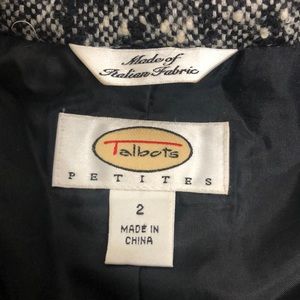 Made of
Italian Fabric
Talbots
PETITES
2
MADE IN
CHINA